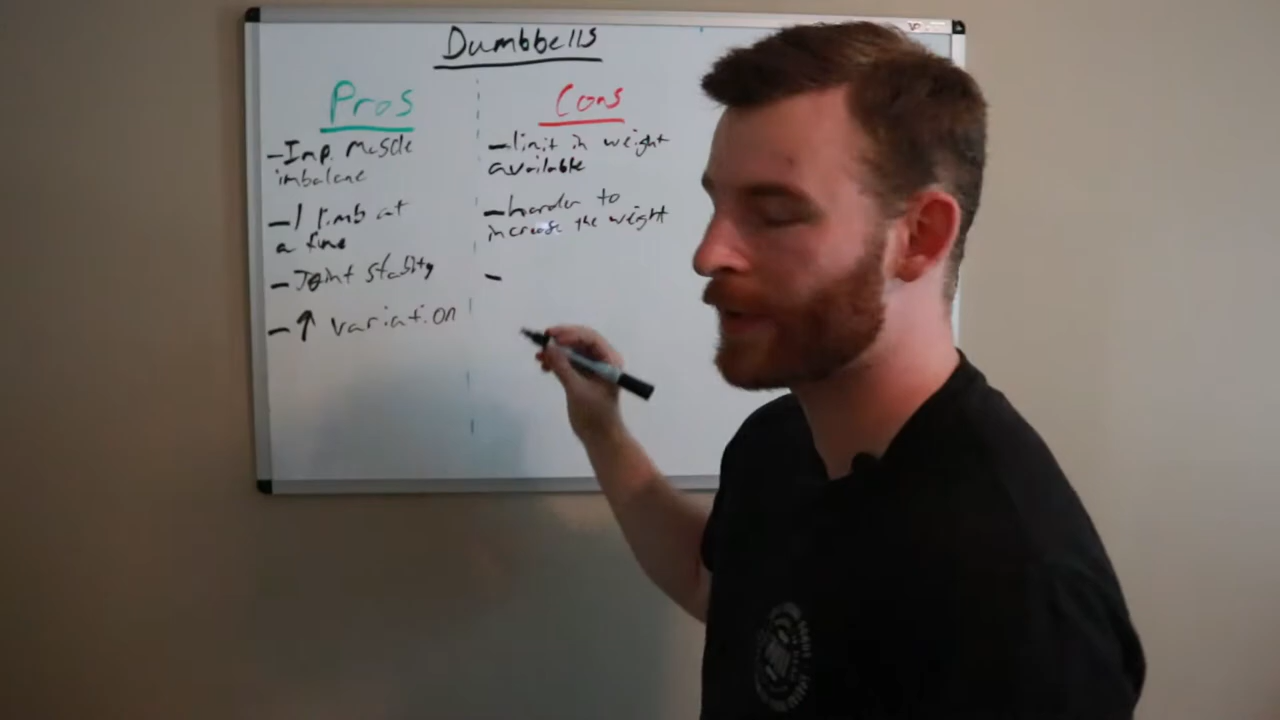 Dumbbells
Pros
-Imp. muscle
imbalance
-1 limb at
a time
-Joint stability
-↑ variation
Cons
-limit in weight
available
-harder to
increase the weight
-